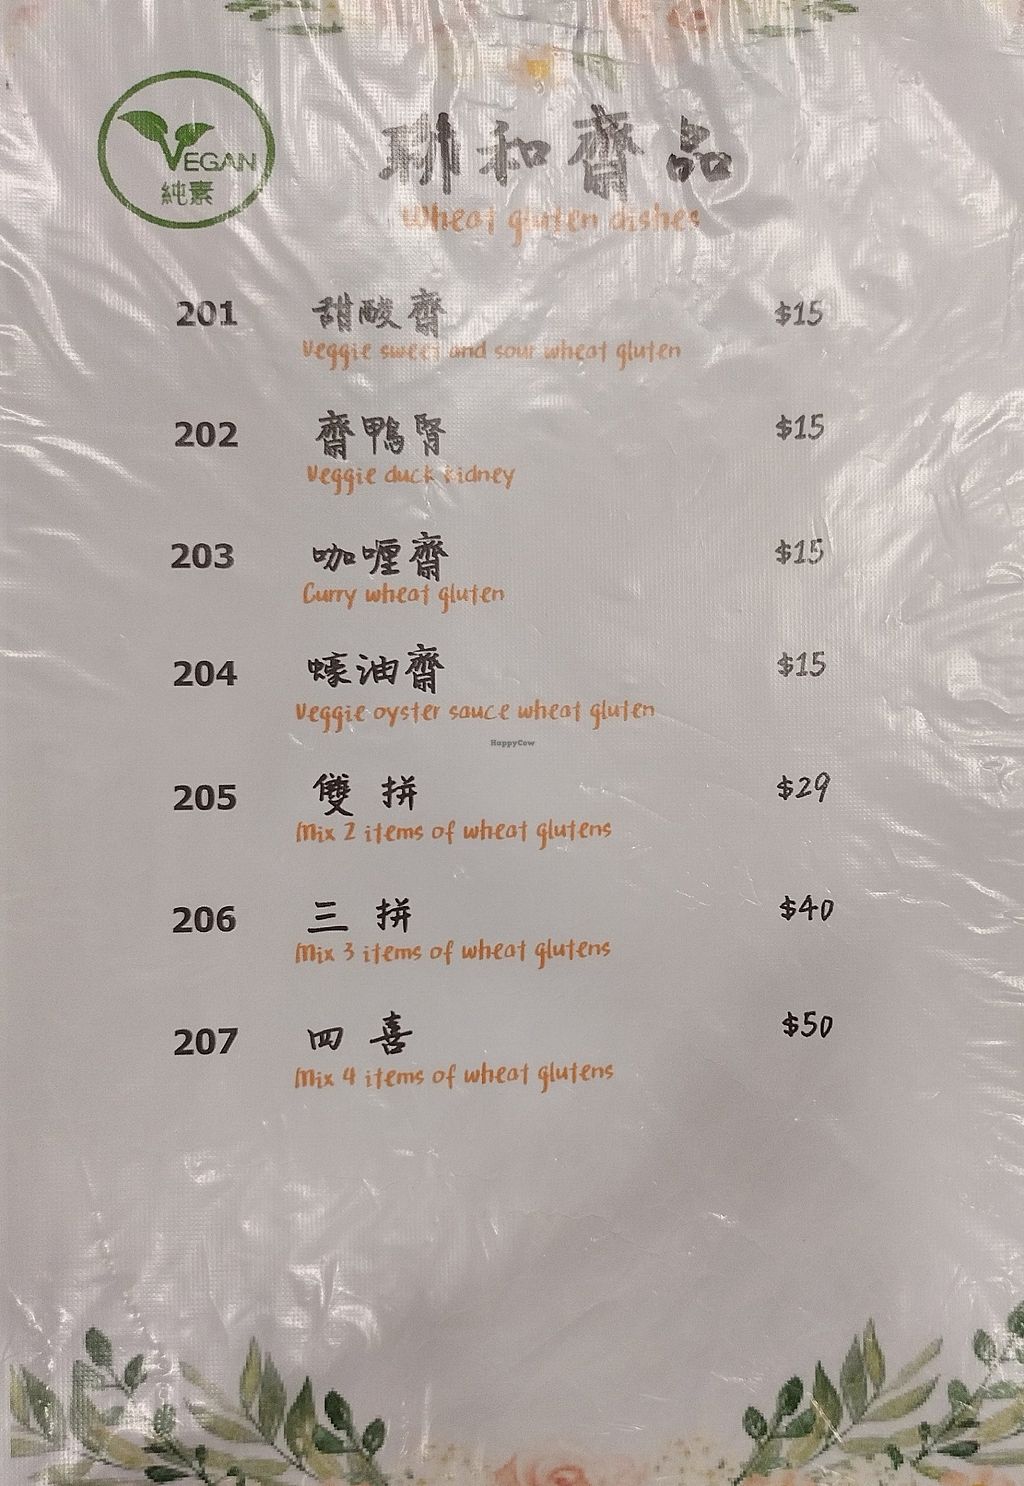 VEGAN
純素
聯和齋品
Wheat gluten dishes
201 甜酸齋 $15
Veggie sweet and sour wheat gluten
202 齋鴨腎 $15
Veggie duck kidney
203 咖喱齋 $15
Curry wheat gluten
204 蠔油齋 $15
Veggie oyster sauce wheat gluten
HappyCow
205 雙拼 $29
Mix 2 items of wheat glutens
206 三拼 $40
Mix 3 items of wheat glutens
207 四喜 $50
Mix 4 items of wheat glutens